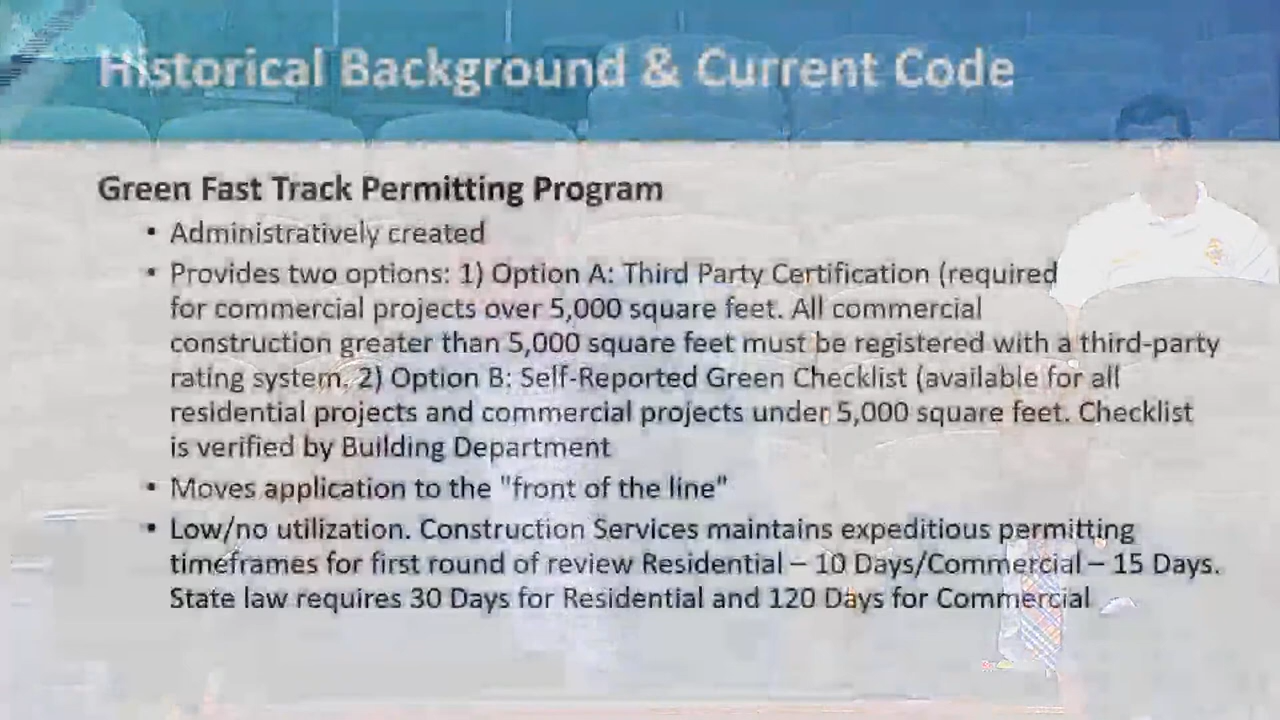 Historical Background & Current Code
Green Fast Track Permitting Program
• Administratively created
• Provides two options: 1) Option A: Third Party Certification (required
for commercial projects over 5,000 square feet. All commercial
construction greater than 5,000 square feet must be registered with a third-party
rating system. 2) Option B: Self-Reported Green Checklist (available for all
residential projects and commercial projects under 5,000 square feet. Checklist
is verified by Building Department
• Moves application to the "front of the line"
• Low/no utilization. Construction Services maintains expeditious permitting
timeframes for first round of review Residential – 10 Days/Commercial – 15 Days.
State law requires 30 Days for Residential and 120 Days for Commercial